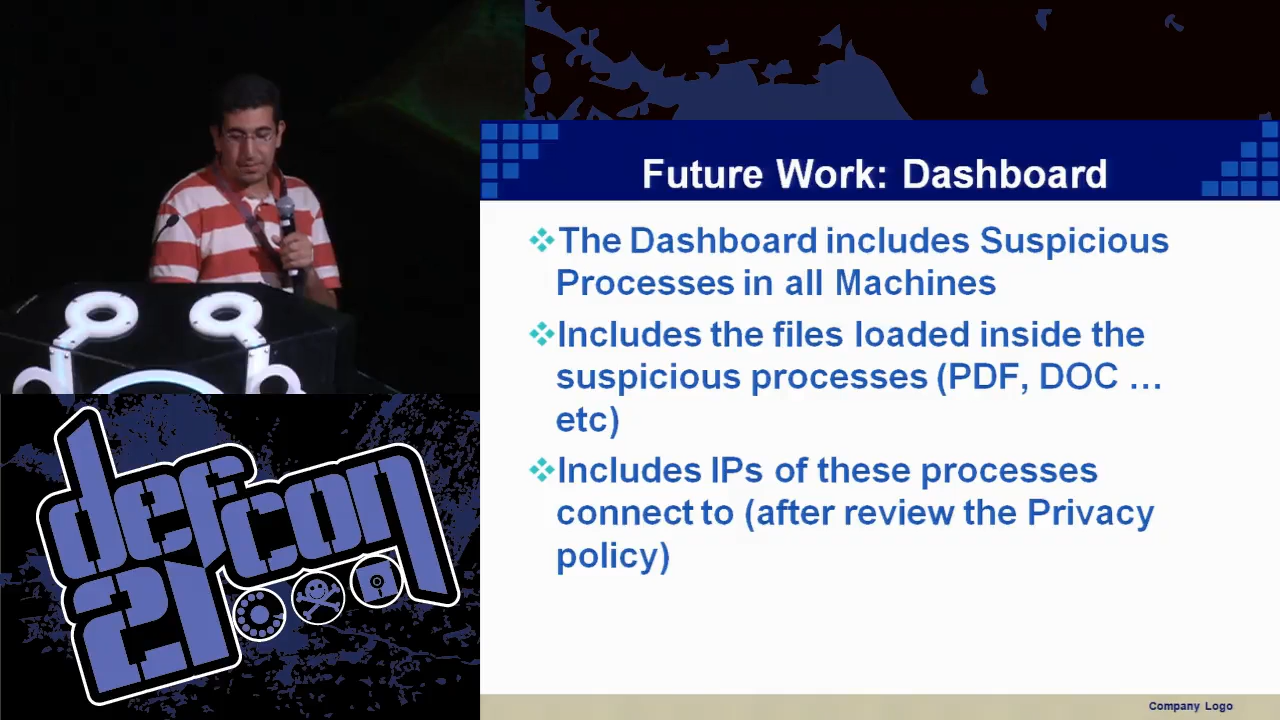 Future Work: Dashboard
The Dashboard includes Suspicious
Processes in all Machines
Includes the files loaded inside the
suspicious processes (PDF, DOC ...
etc)
Includes IPs of these processes
connect to (after review the Privacy
policy)
Company Logo
defcon
21